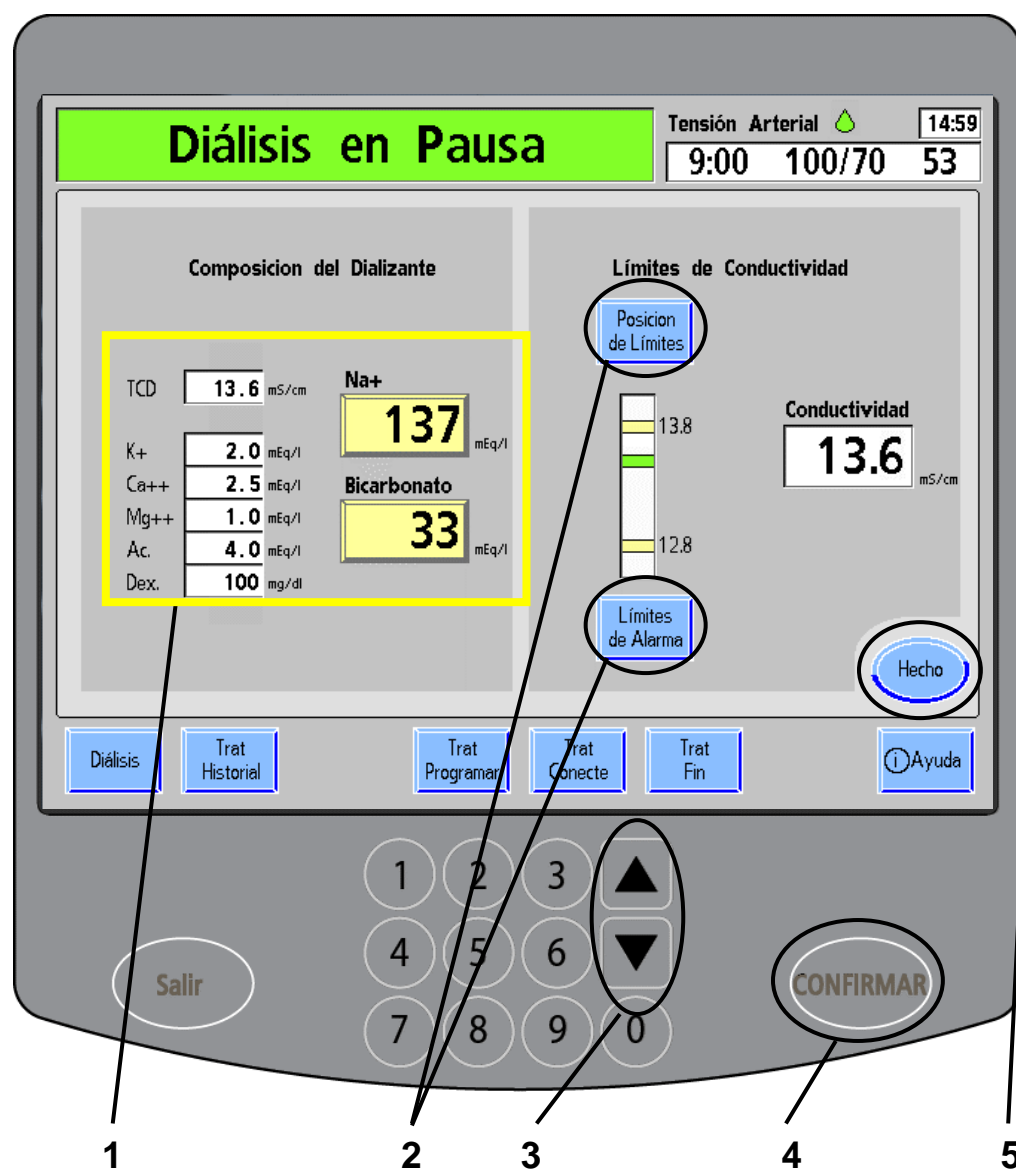 Diálisis en Pausa
Tensión Arterial 14:59
9:00 100/70 53
Composicion del Dializante
TCD 13.6 mS/cm
K+ 2.0 mEq/l
Ca++ 2.5 mEq/l
Mg++ 1.0 mEq/l
Ac. 4.0 mEq/l
Dex. 100 mg/dl
Na+
137 mEq/l
Bicarbonato
33 mEq/l
Límites de Conductividad
Posicion
de Límites
13.8
12.8
Límites
de Alarma
Conductividad
13.6 mS/cm
Hecho
Diálisis
Trat
Historial
Trat
Programar
Trat
Conecte
Trat
Fin
i Ayuda
1 2 3
4 5 6
7 8 9 0
Salir
CONFIRMAR
1 2 3 4 5